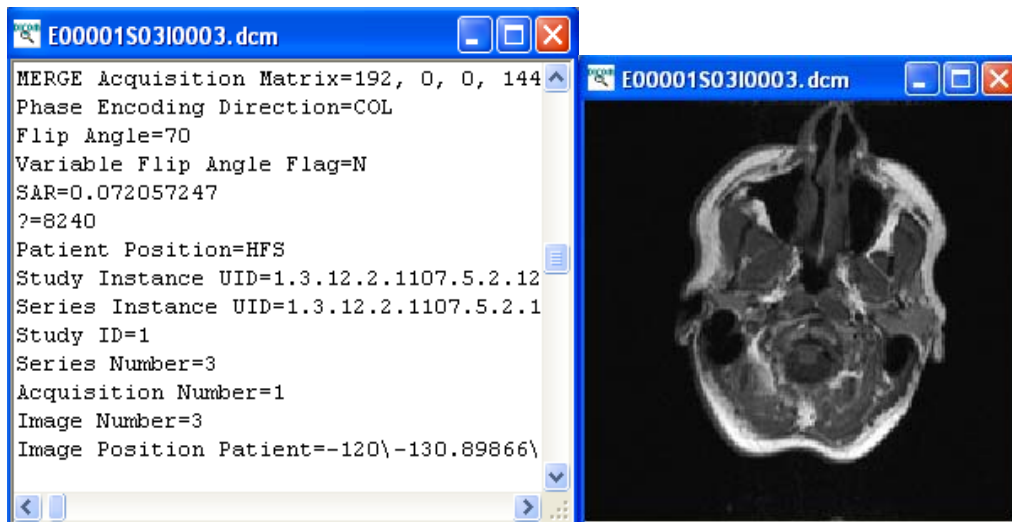 E00001S03I0003.dcm
MERGE Acquisition Matrix=192, 0, 0, 144
Phase Encoding Direction=COL
Flip Angle=70
Variable Flip Angle Flag=N
SAR=0.072057247
?=8240
Patient Position=HFS
Study Instance UID=1.3.12.2.1107.5.2.12
Series Instance UID=1.3.12.2.1107.5.2.1
Study ID=1
Series Number=3
Acquisition Number=1
Image Number=3
Image Position Patient=-120\-130.89866\
E00001S03I0003.dcm